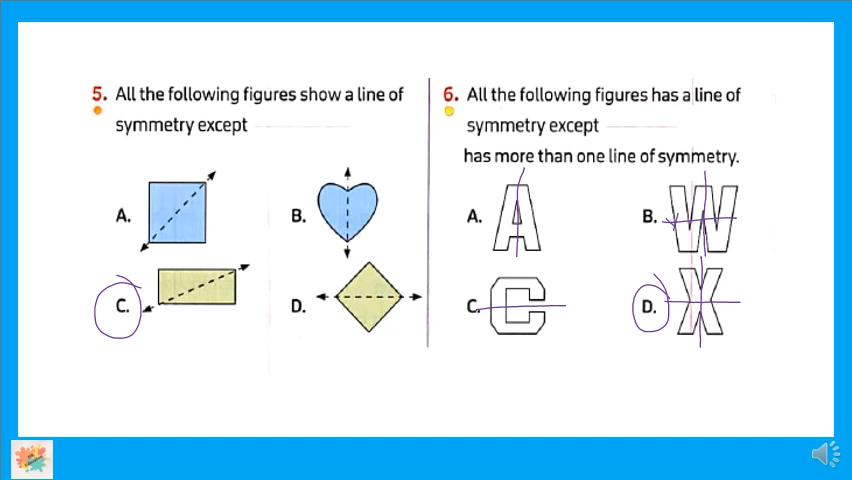 5. All the following figures show a line of
symmetry except
A.
B.
C.
D.
6. All the following figures has a line of
symmetry except
has more than one line of symmetry.
A. A
B. W
C. C
D. X